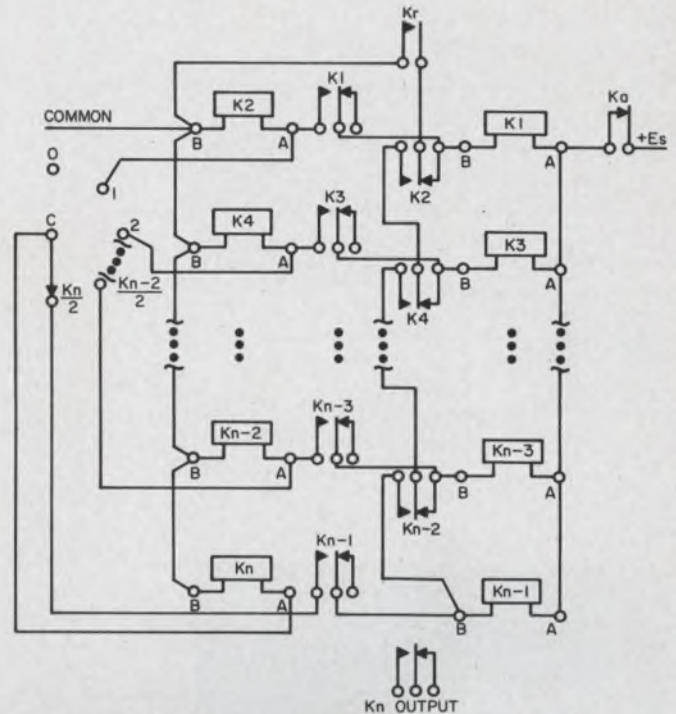 Kr
K1
K2
Ka
K1
COMMON
+Es
B
A
B
A
O
1
K2
K3
K4
K3
C
2
B
A
B
A
K4
Kn/2
Kn-2/2
Kn-3
Kn-2
Kn-3
B
A
B
A
Kn-2
Kn-1
Kn
Kn-1
B
A
B
A
Kn OUTPUT